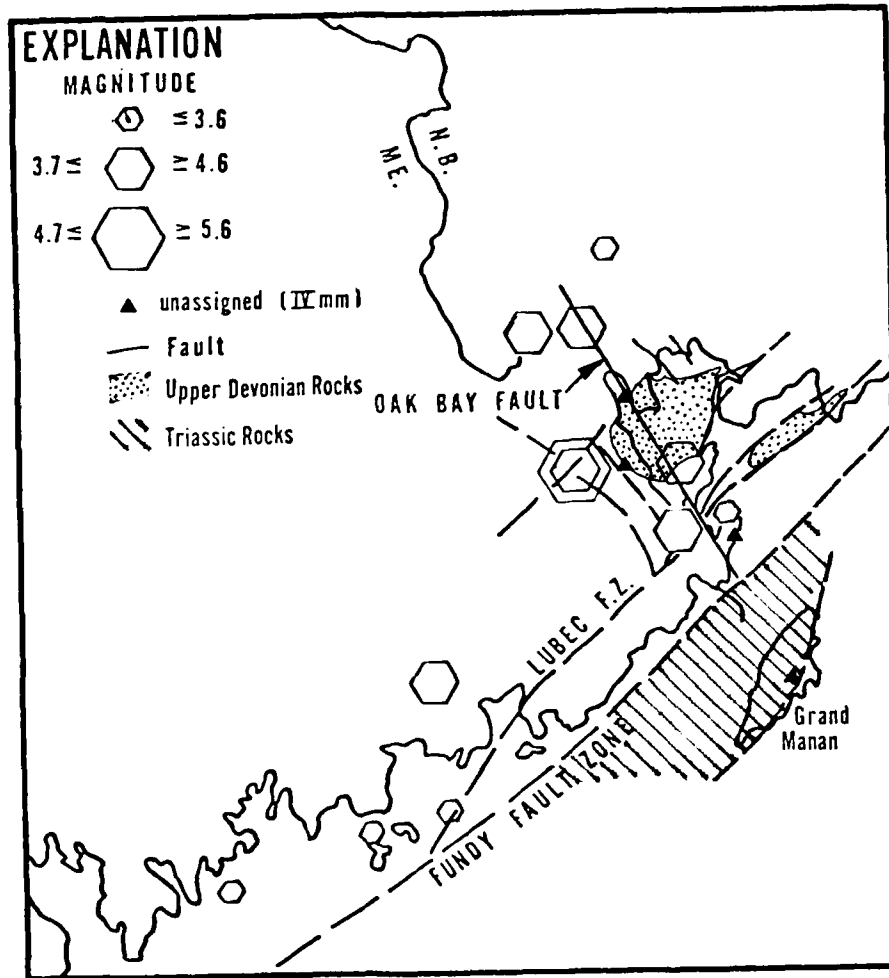 EXPLANATION
MAGNITUDE
≤3.6
3.7≤ ≥4.6
4.7≤ ≥5.6
unassigned (IV mm)
Fault
Upper Devonian Rocks
Triassic Rocks
N.B.
ME.
OAK BAY FAULT
LUBEC F.Z.
FUNDY FAULT ZONE
Grand
Manan